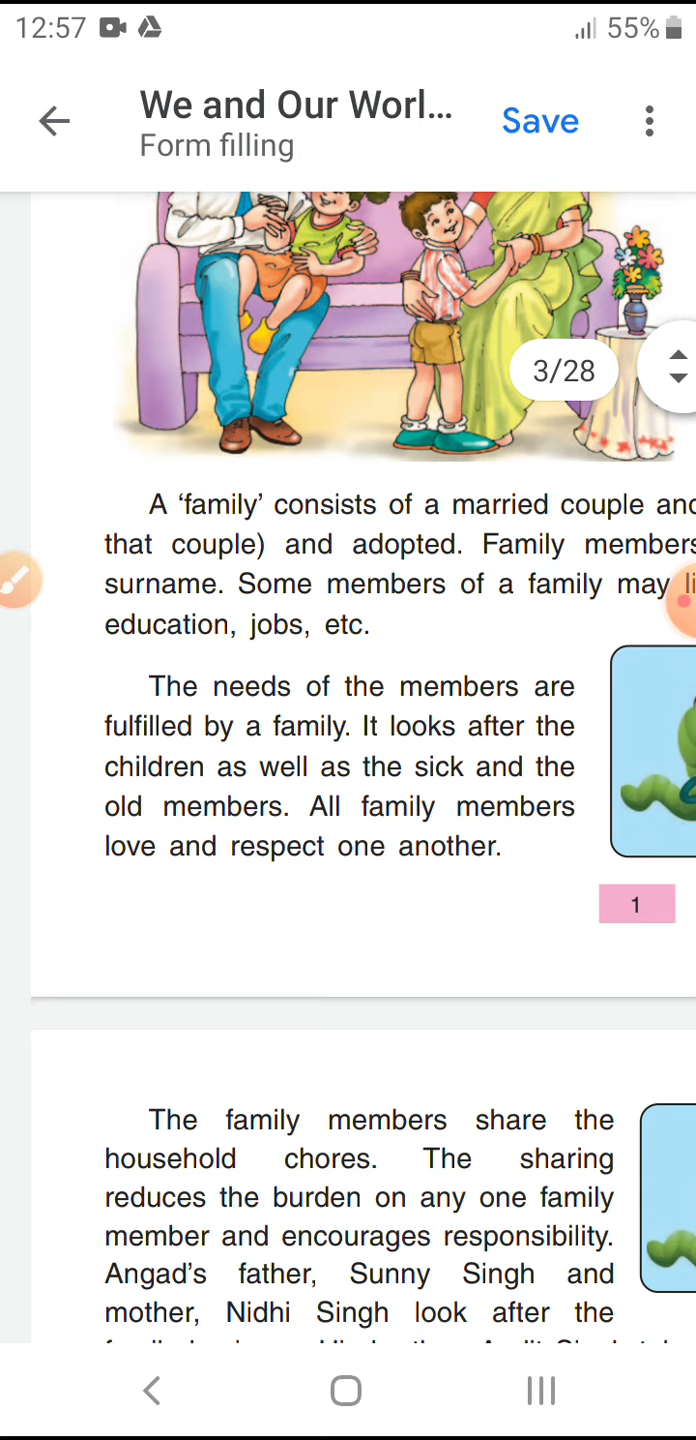 12:57
55%
We and Our Worl...
Form filling
Save
3/28
A ‘family’ consists of a married couple
that couple) and adopted. Family members
surname. Some members of a family may
education, jobs, etc.
The needs of the members are
fulfilled by a family. It looks after the
children as well as the sick and the
old members. All family members
love and respect one another.
1
The family members share the
household chores. The sharing
reduces the burden on any one family
member and encourages responsibility.
Angad's father, Sunny Singh and
mother, Nidhi Singh look after the